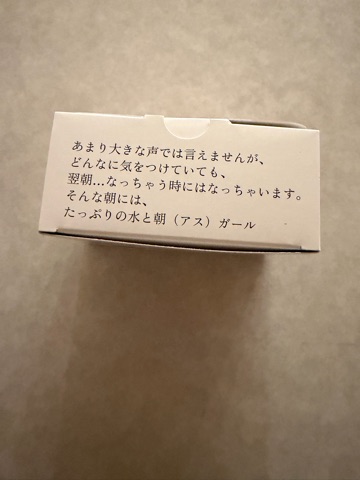 あまり大きな声では言えませんが、
どんなに気をつけていても、
翌朝…なっちゃう時にはなっちゃいます。
そんな朝には、
たっぷりの水と朝（アス）ガール